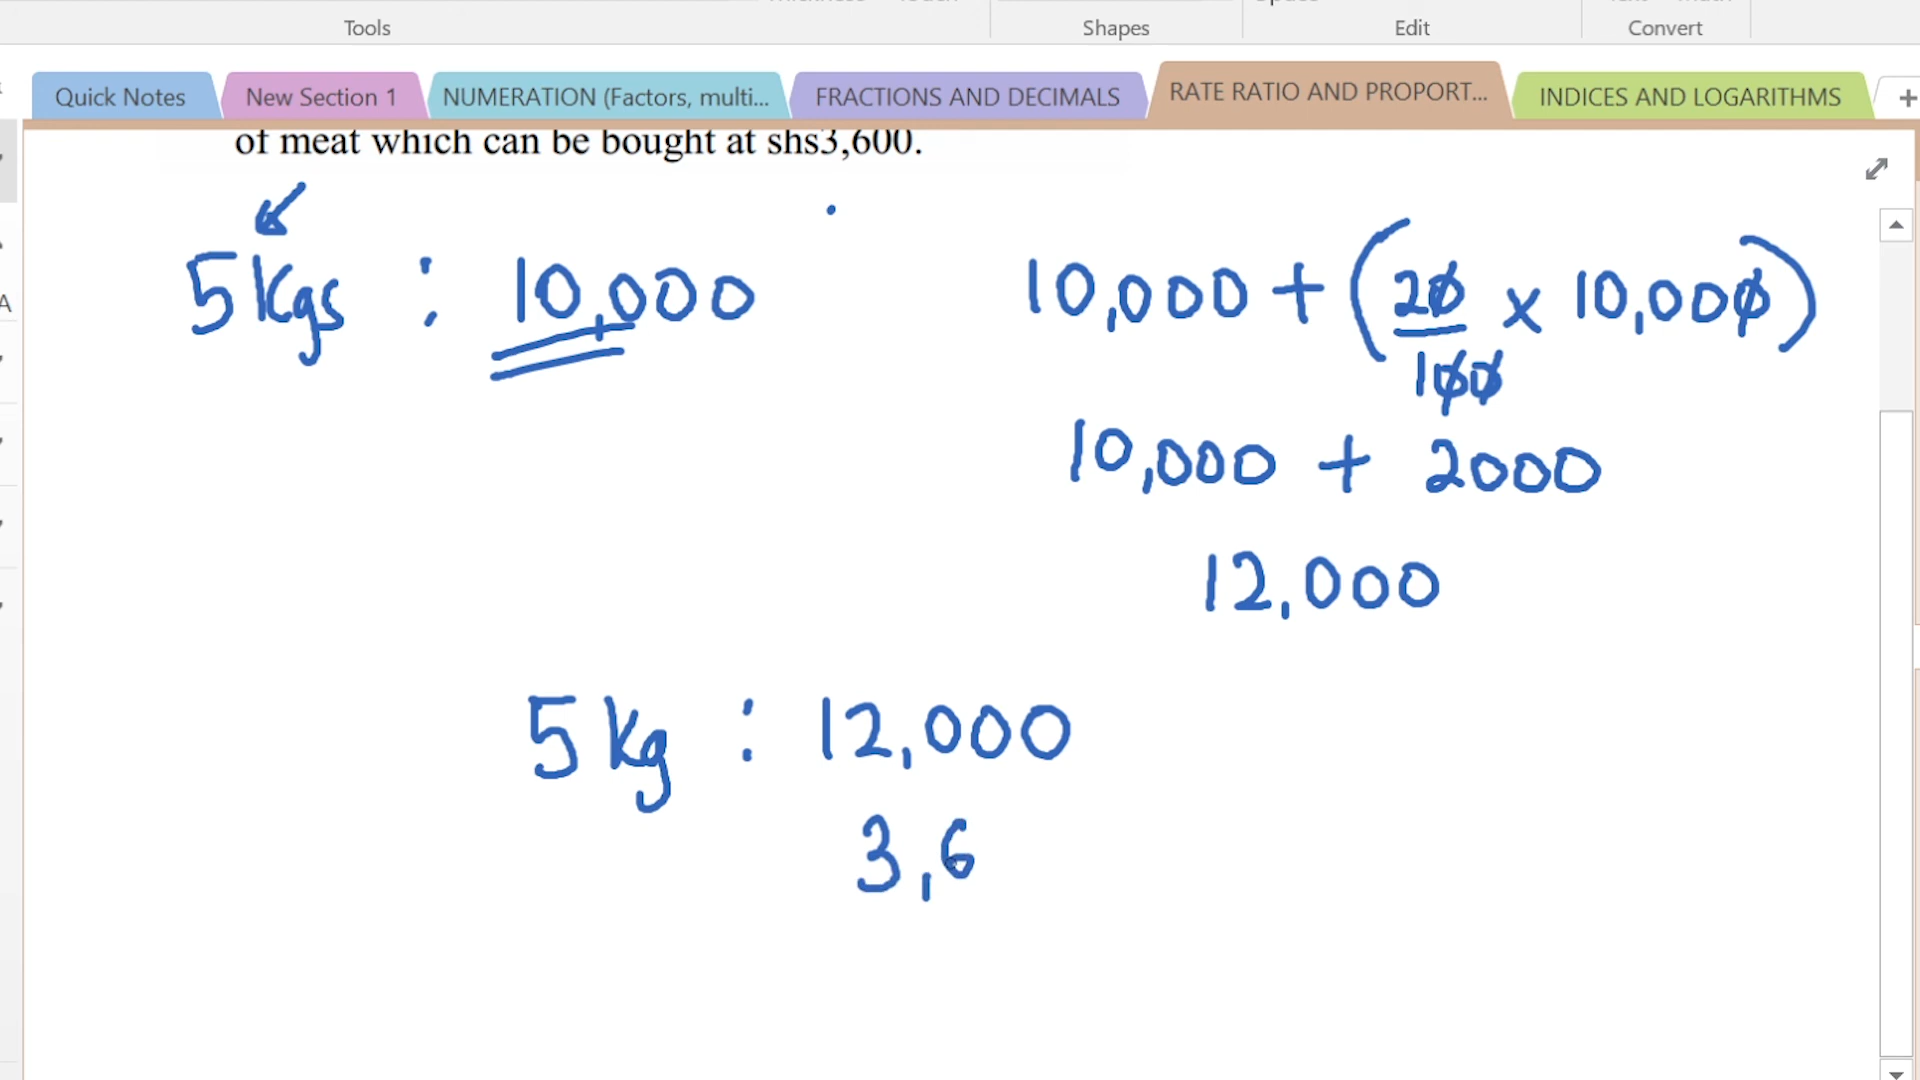 Tools Shapes Edit Convert
Quick Notes New Section 1 NUMERATION (Factors, multi... FRACTIONS AND DECIMALS RATE RATIO AND PROPORT... INDICES AND LOGARITHMS +
of meat which can be bought at shs3,600.
5 Kgs : 10,000
10,000 + ( 20/100 x 10,000 )
10,000 + 2000
12,000
5 kg : 12,000
3,6